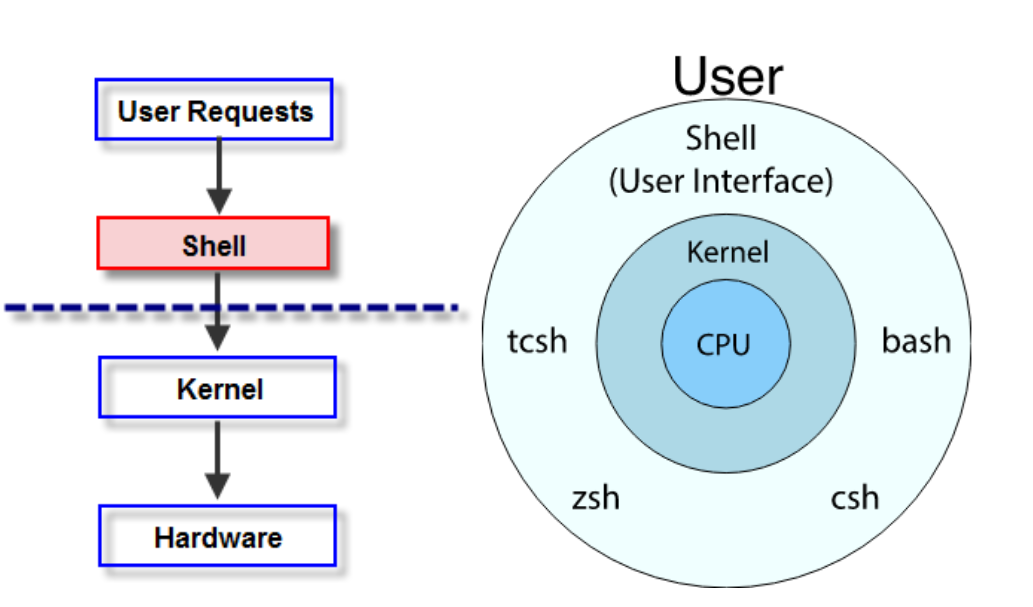 User Requests
Shell
Kernel
Hardware
User
Shell
(User Interface)
Kernel
CPU
tcsh
bash
zsh
csh